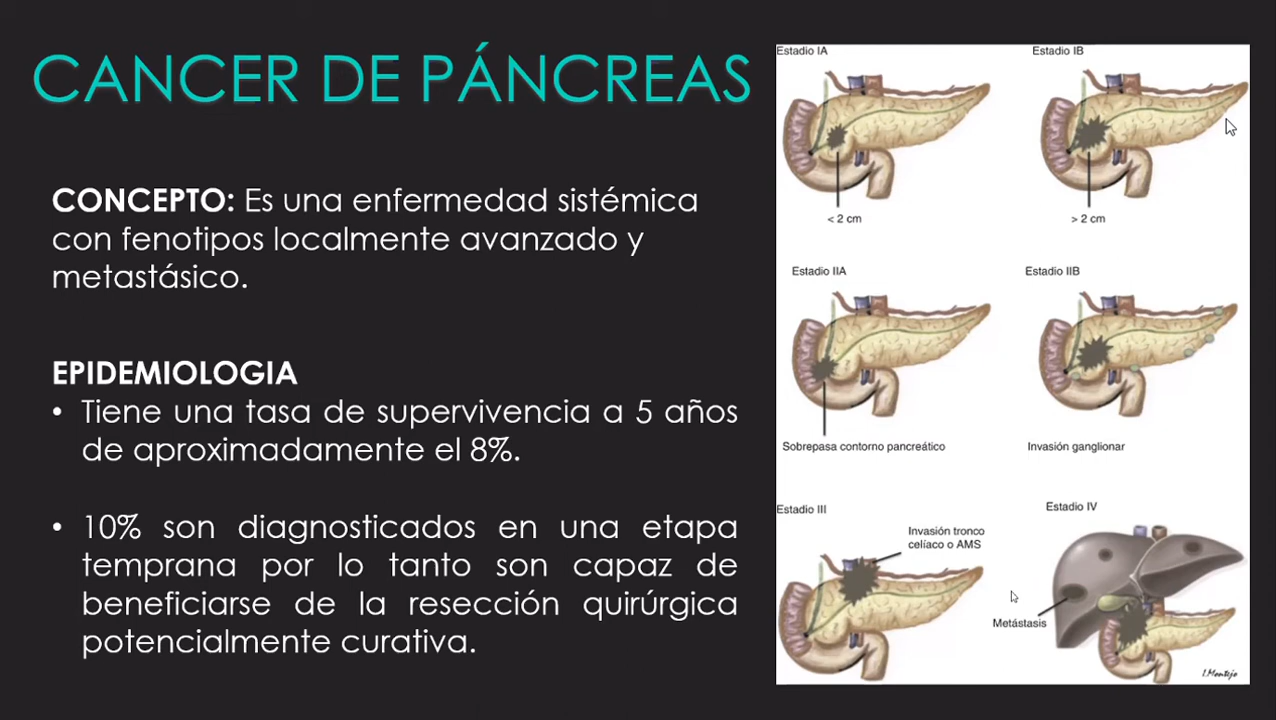 CANCER DE PÁNCREAS
CONCEPTO: Es una enfermedad sistémica
con fenotipos localmente avanzado y
metastásico.
EPIDEMIOLOGIA
• Tiene una tasa de supervivencia a 5 años
de aproximadamente el 8%.
• 10% son diagnosticados en una etapa
temprana por lo tanto son capaz de
beneficiarse de la resección quirúrgica
potencialmente curativa.
Estadio IA
< 2 cm
Estadio IB
> 2 cm
Estadio IIA
Sobrepasa contorno pancreático
Estadio IIB
Invasión ganglionar
Estadio III
Invasión tronco
celíaco o AMS
Estadio IV
Metástasis
I.Montejo